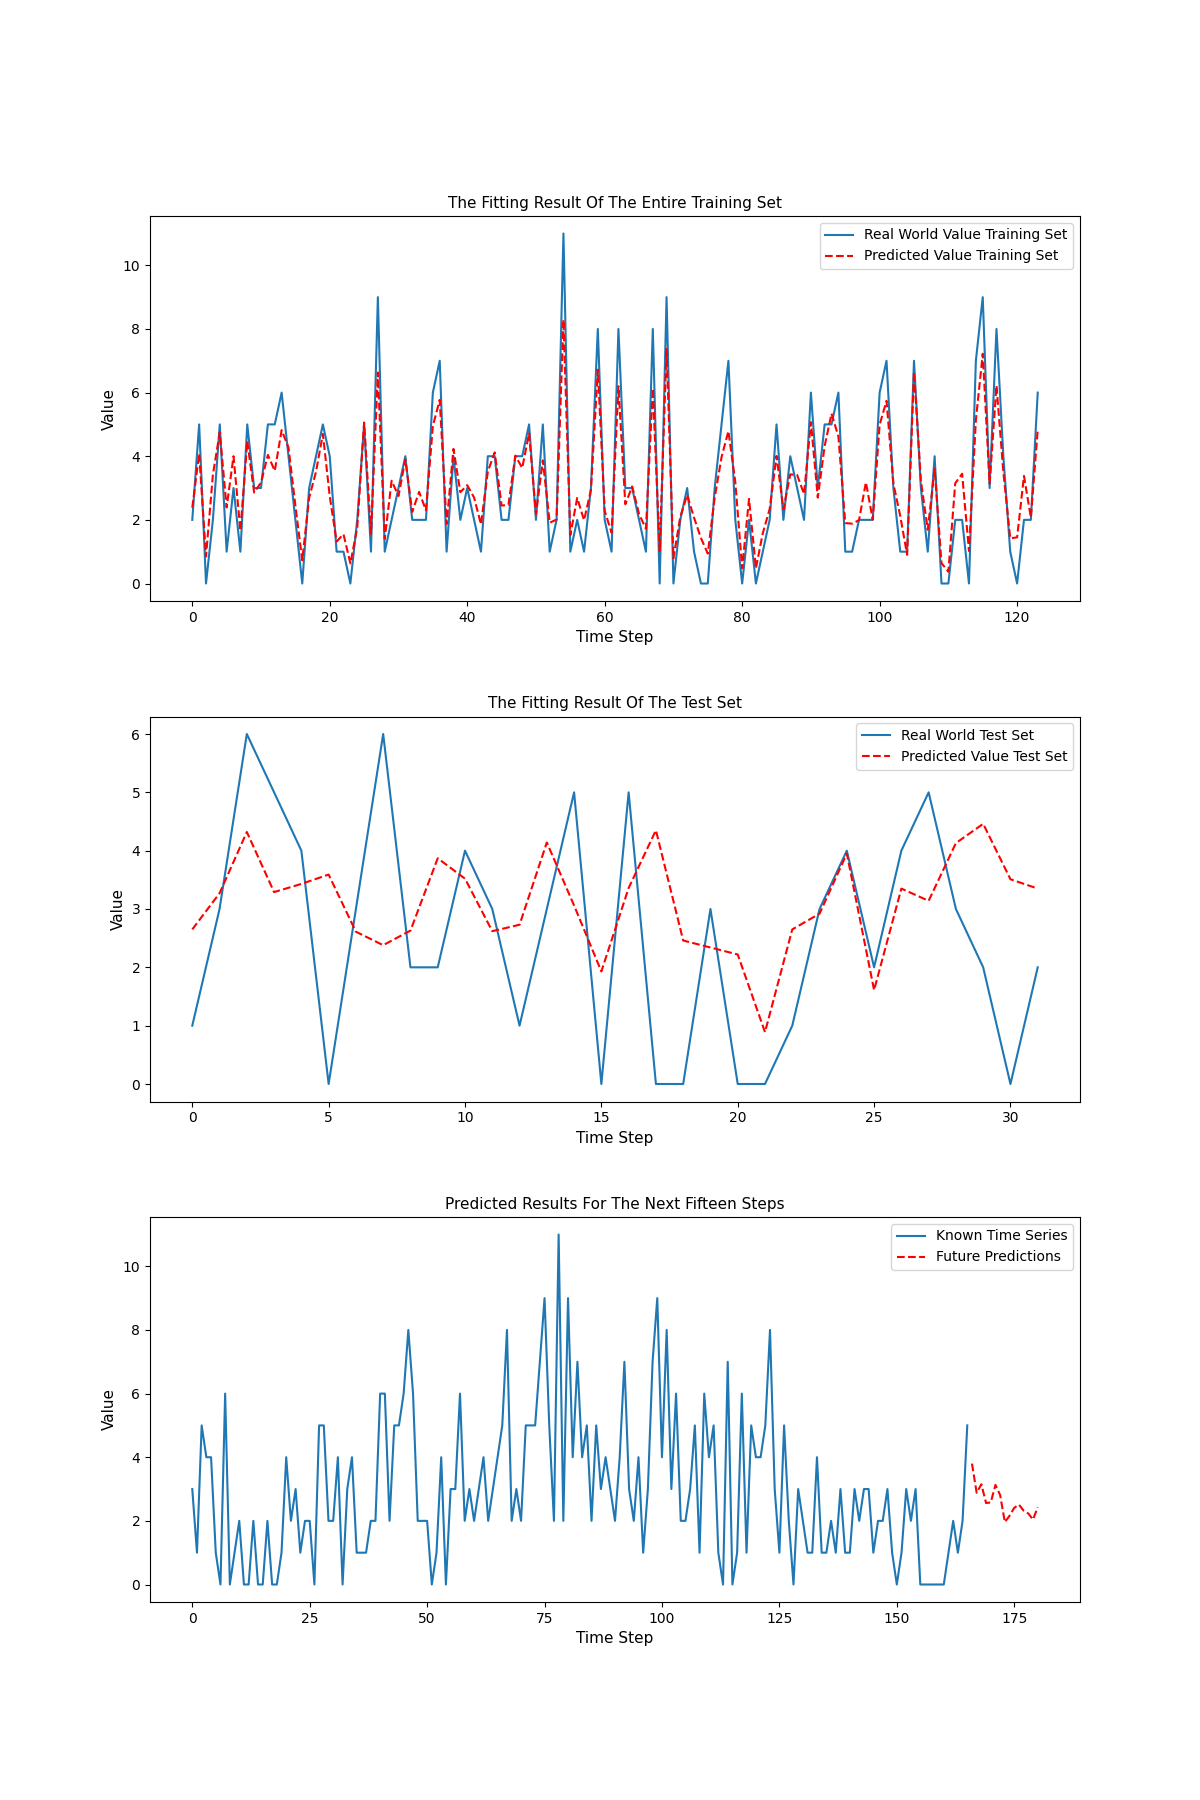 The Fitting Result Of The Entire Training Set
Real World Value Training Set
Predicted Value Training Set
Value
10
8
6
4
2
0
0 20 40 60 80 100 120
Time Step
The Fitting Result Of The Test Set
Real World Test Set
Predicted Value Test Set
Value
6
5
4
3
2
1
0
0 5 10 15 20 25 30
Time Step
Predicted Results For The Next Fifteen Steps
Known Time Series
Future Predictions
Value
10
8
6
4
2
0
0 25 50 75 100 125 150 175
Time Step